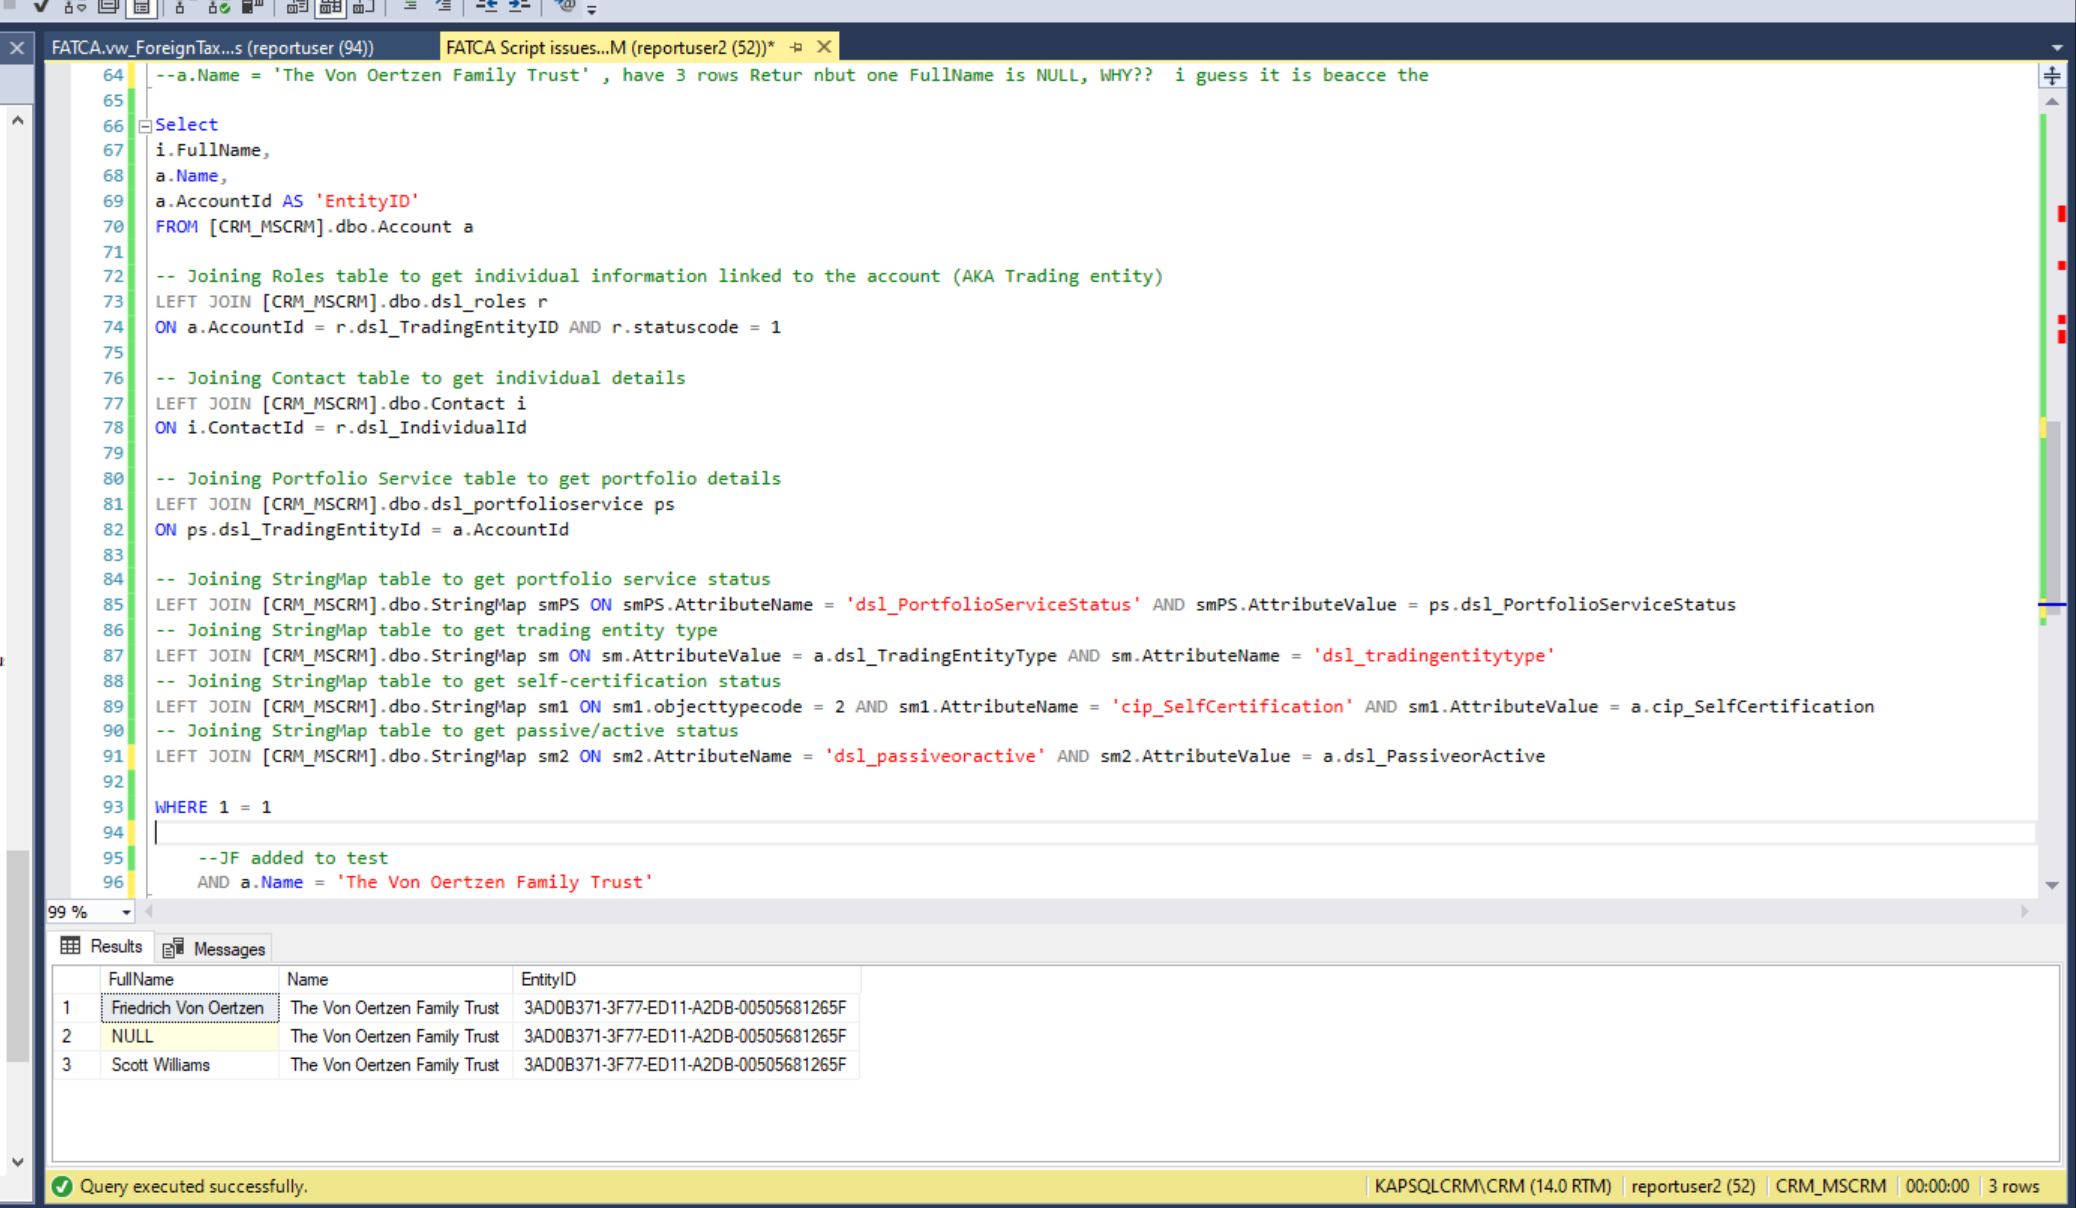 FATCA.vw_ForeignTax...s (reportuser (94))
FATCA Script issues...M (reportuser2 (52))*
64 --a.Name = 'The Von Oertzen Family Trust' , have 3 rows Retur nbut one FullName is NULL, WHY??  i guess it is beacce the
65
66 Select
67 i.FullName,
68 a.Name,
69 a.AccountId AS 'EntityID'
70 FROM [CRM_MSCRM].dbo.Account a
71
72 -- Joining Roles table to get individual information linked to the account (AKA Trading entity)
73 LEFT JOIN [CRM_MSCRM].dbo.dsl_roles r
74 ON a.AccountId = r.dsl_TradingEntityID AND r.statuscode = 1
75
76 -- Joining Contact table to get individual details
77 LEFT JOIN [CRM_MSCRM].dbo.Contact i
78 ON i.ContactId = r.dsl_IndividualId
79
80 -- Joining Portfolio Service table to get portfolio details
81 LEFT JOIN [CRM_MSCRM].dbo.dsl_portfolioservice ps
82 ON ps.dsl_TradingEntityId = a.AccountId
83
84 -- Joining StringMap table to get portfolio service status
85 LEFT JOIN [CRM_MSCRM].dbo.StringMap smPS ON smPS.AttributeName = 'dsl_PortfolioServiceStatus' AND smPS.AttributeValue = ps.dsl_PortfolioServiceStatus
86 -- Joining StringMap table to get trading entity type
87 LEFT JOIN [CRM_MSCRM].dbo.StringMap sm ON sm.AttributeValue = a.dsl_TradingEntityType AND sm.AttributeName = 'dsl_tradingentitytype'
88 -- Joining StringMap table to get self-certification status
89 LEFT JOIN [CRM_MSCRM].dbo.StringMap sm1 ON sm1.objecttypecode = 2 AND sm1.AttributeName = 'cip_SelfCertification' AND sm1.AttributeValue = a.cip_SelfCertification
90 -- Joining StringMap table to get passive/active status
91 LEFT JOIN [CRM_MSCRM].dbo.StringMap sm2 ON sm2.AttributeName = 'dsl_passiveoractive' AND sm2.AttributeValue = a.dsl_PassiveorActive
92
93 WHERE 1 = 1
94
95 --JF added to test
96 AND a.Name = 'The Von Oertzen Family Trust'
99 %
Results Messages
FullName Name EntityID
1 Friedrich Von Oertzen The Von Oertzen Family Trust 3AD0B371-3F77-ED11-A2DB-00505681265F
2 NULL The Von Oertzen Family Trust 3AD0B371-3F77-ED11-A2DB-00505681265F
3 Scott Williams The Von Oertzen Family Trust 3AD0B371-3F77-ED11-A2DB-00505681265F
Query executed successfully. KAPSQLCRM\CRM (14.0 RTM) reportuser2 (52) CRM_MSCRM 00:00:00 3 rows